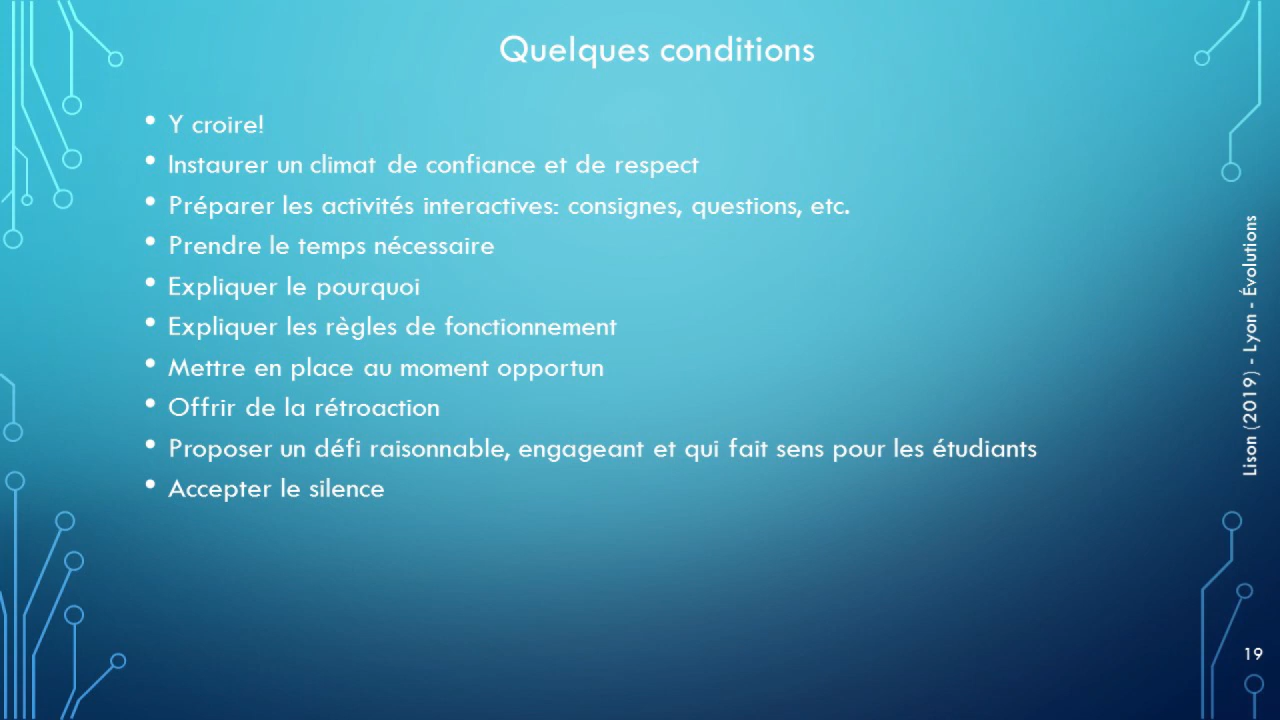 Quelques conditions
• Y croire!
• Instaurer un climat de confiance et de respect
• Préparer les activités interactives: consignes, questions, etc.
• Prendre le temps nécessaire
• Expliquer le pourquoi
• Expliquer les règles de fonctionnement
• Mettre en place au moment opportun
• Offrir de la rétroaction
• Proposer un défi raisonnable, engageant et qui fait sens pour les étudiants
• Accepter le silence
Lison (2019) - Lyon - Évolutions
19